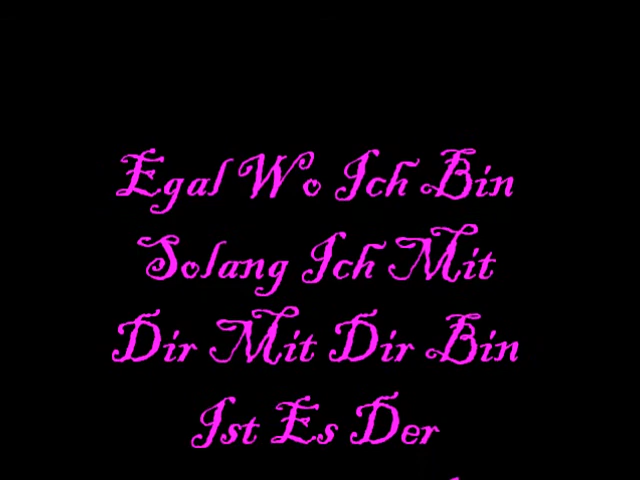 Egal Wo Ich Bin
Solang Ich Mit
Dir Mit Dir Bin
Ist Es Der